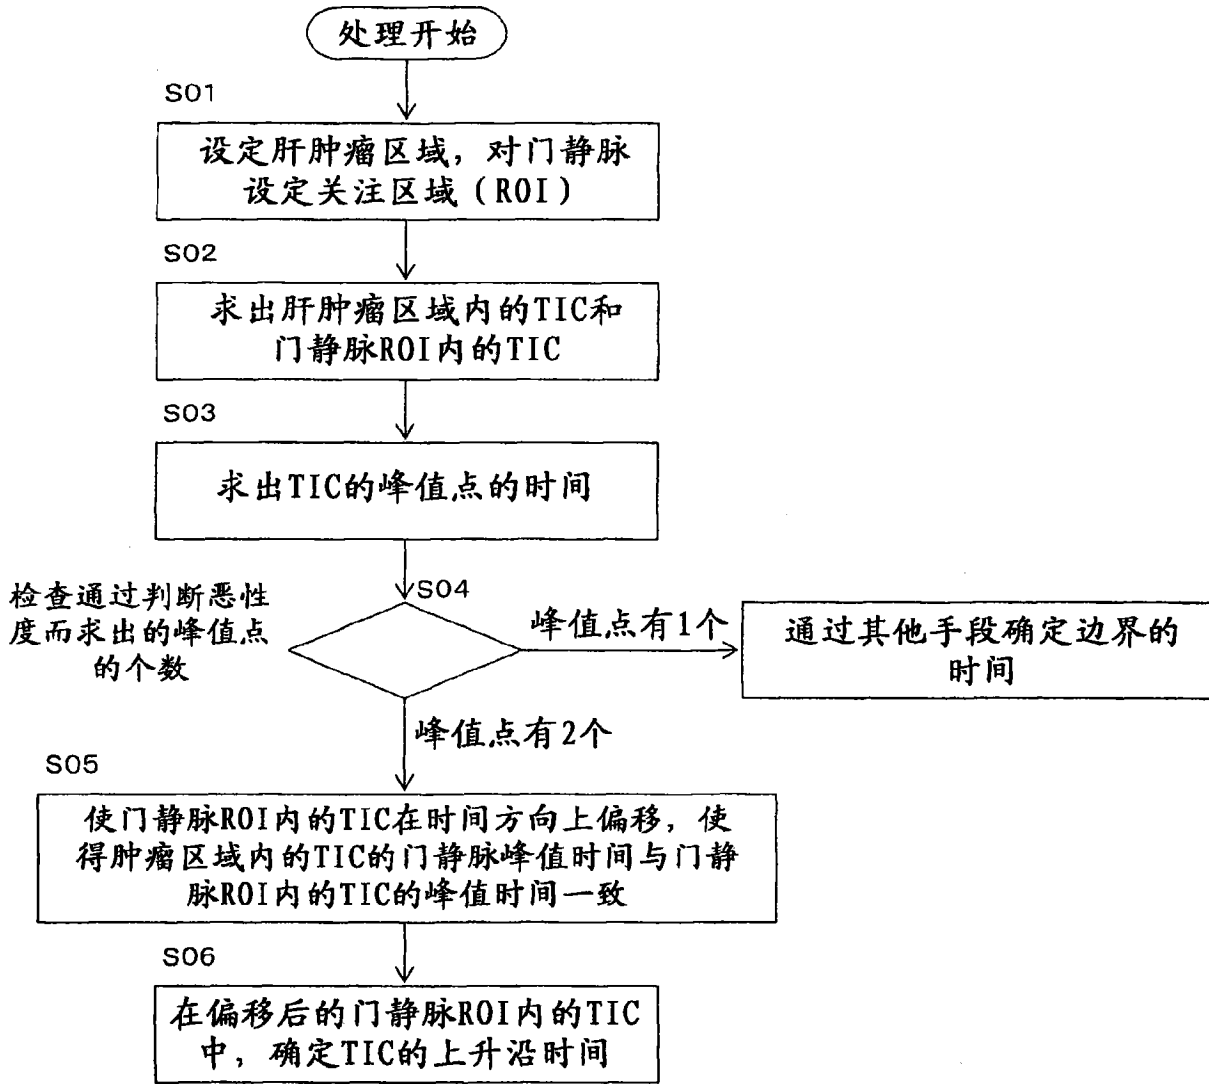 处理开始
S01
设定肝肿瘤区域，对门静脉
设定关注区域（ROI）
S02
求出肝肿瘤区域内的TIC和
门静脉ROI内的TIC
S03
求出TIC的峰值点的时间
S04
检查通过判断恶性
度而求出的峰值点
的个数
峰值点有1个
通过其他手段确定边界的
时间
峰值点有2个
S05
使门静脉ROI内的TIC在时间方向上偏移，使
得肿瘤区域内的TIC的门静脉峰值时间与门静
脉ROI内的TIC的峰值时间一致
S06
在偏移后的门静脉ROI内的TIC
中，确定TIC的上升沿时间